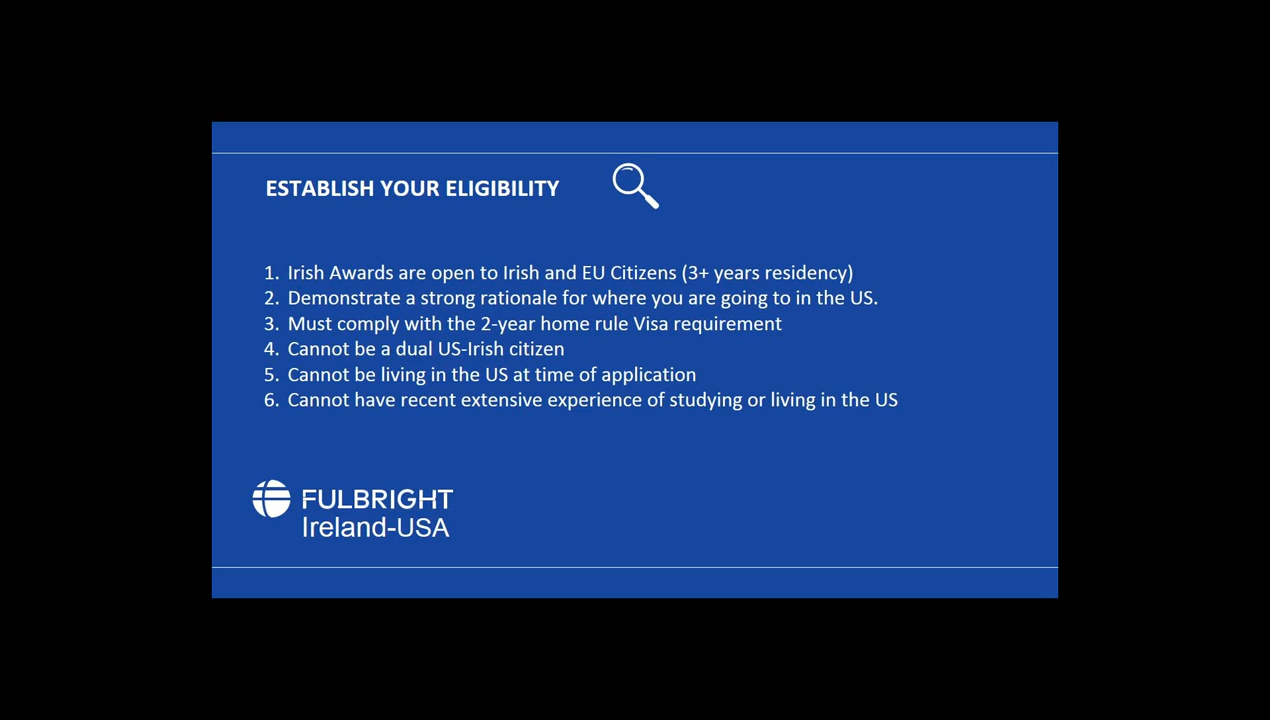 ESTABLISH YOUR ELIGIBILITY
1. Irish Awards are open to Irish and EU Citizens (3+ years residency)
2. Demonstrate a strong rationale for where you are going to in the US.
3. Must comply with the 2-year home rule Visa requirement
4. Cannot be a dual US-Irish citizen
5. Cannot be living in the US at time of application
6. Cannot have recent extensive experience of studying or living in the US
FULBRIGHT
Ireland-USA